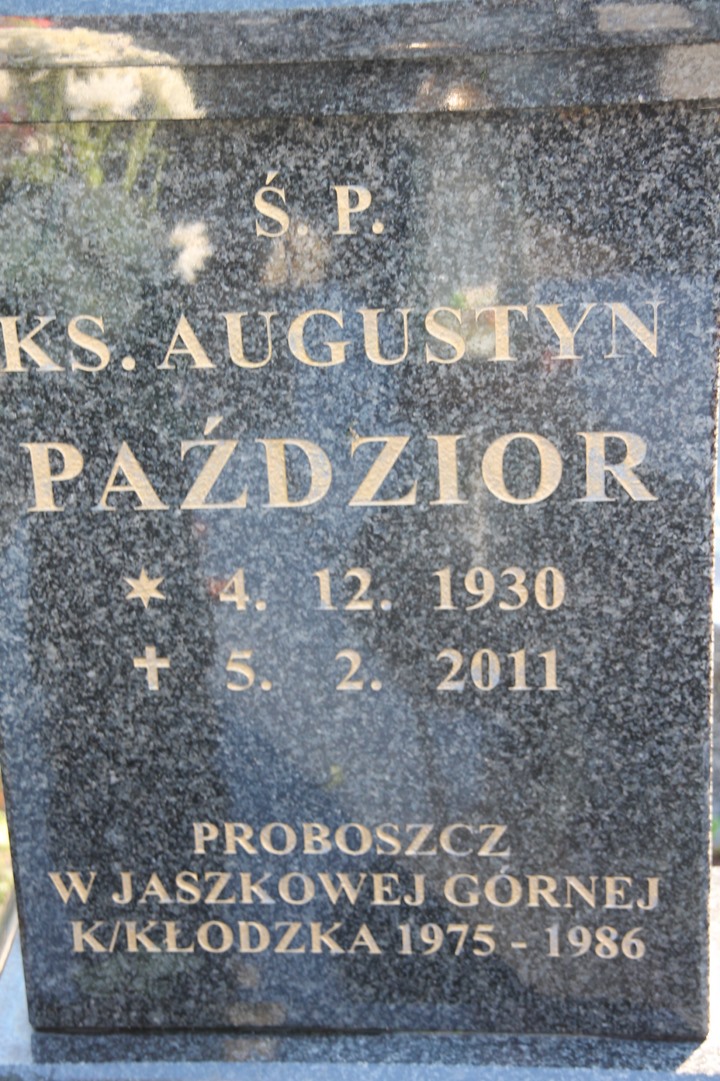 Ś. P.
KS. AUGUSTYN
PAŹDZIOR
✶ 4. 12. 1930
✝ 5. 2. 2011
PROBOSZCZ
W JASZKOWEJ GÓRNEJ
K/KŁODZKA 1975 - 1986